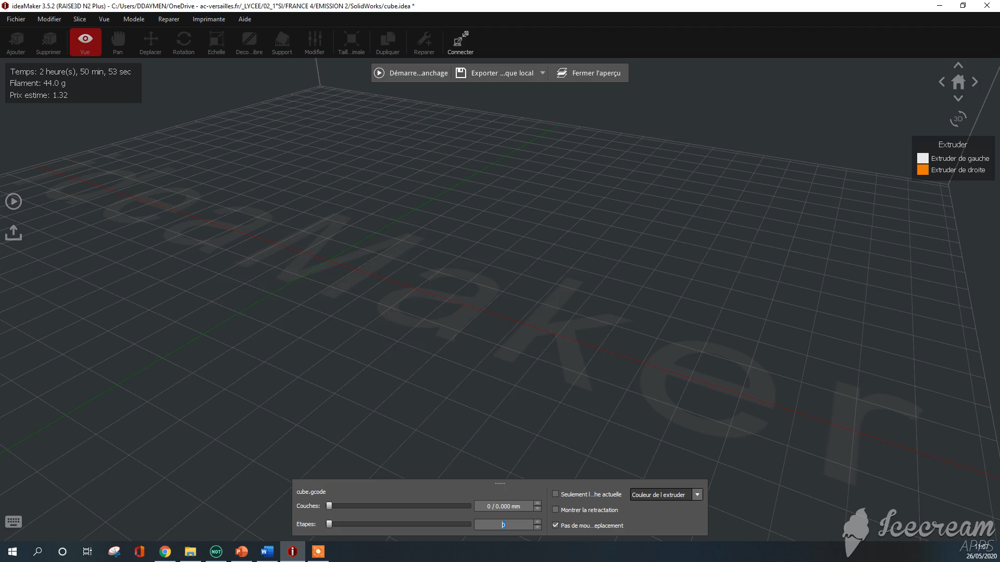 ideaMaker 3.5.2 (RAISE3D N2 Plus) - C:/Users/DDAYMEN/OneDrive - ac-versailles.fr/_LYCEE/02_1°SI/FRANCE 4/EMISSION 2/SolidWorks/cube.idea *
Fichier Modifier Slice Vue Modele Reparer Imprimante Aide
Ajouter Supprimer Vue Pan Deplacer Rotation Echelle Deco...ibre Support Modifier Taill...imale Dupliquer Reparer Connecter
Temps: 2 heure(s), 50 min, 53 sec
Filament: 44.0 g
Prix estime: 1.32
Démarre...anchage Exporter ...que local Fermer l'aperçu
3D
Extruder
Extruder de gauche
Extruder de droite
ideaMaker
cube.gcode
Couches: 0 / 0.000 mm
Etapes: 0
Seulement l...he actuelle Couleur de l extruder
Montrer la retractation
Pas de mou...eplacement
Icecream
APPS
NOT
11:07
26/05/2020